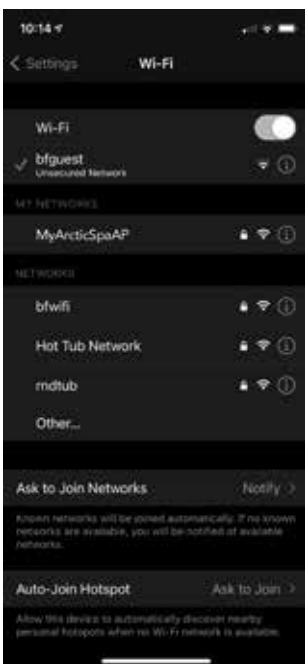 10:14
Settings
Wi-Fi
Wi-Fi
bfguest
Unsecured Network
MY NETWORKS
MyArcticSpaAP
NETWORKS
bfwifi
Hot Tub Network
rndtub
Other...
Ask to Join Networks Notify
Known networks will be joined automatically. If no known
networks are available, you will be notified of available
networks.
Auto-Join Hotspot Ask to Join
Allow this device to automatically discover nearby
personal hotspots when no Wi-Fi network is available.